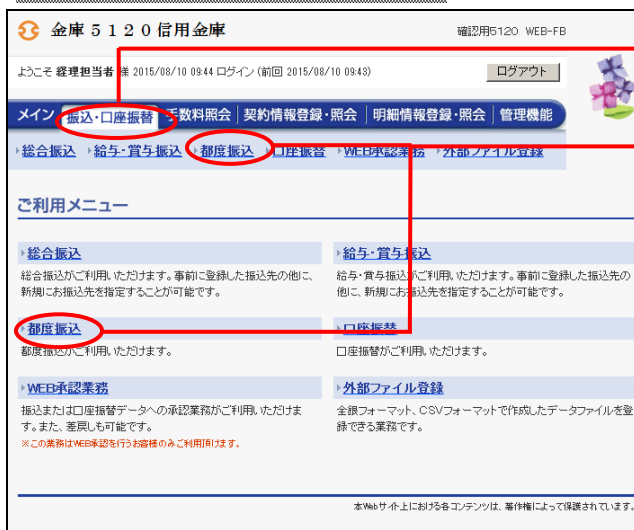 金庫５１２０信用金庫
確認用5120 WEB-FB
ようこそ 経理担当者 様 2015/08/10 09:44 ログイン (前回 2015/08/10 09:43)
ログアウト
メイン 振込・口座振替 手数料照会 契約情報登録・照会 明細情報登録・照会 管理機能
総合振込 給与・賞与振込 都度振込 口座振替 WEB承認業務 外部ファイル登録
ご利用メニュー
総合振込
総合振込がご利用いただけます。事前に登録した振込先の他に、
新規にお振込先を指定することが可能です。
給与・賞与振込
給与・賞与振込がご利用いただけます。事前に登録した振込先の
他に、新規にお振込先を指定することが可能です。
都度振込
都度振込がご利用いただけます。
口座振替
口座振替がご利用いただけます。
WEB承認業務
振込または口座振替データへの承認業務がご利用いただけま
す。また、差戻しも可能です。
※この業務はWEB承認を行うお客様のみご利用頂けます。
外部ファイル登録
全銀フォーマット、CSVフォーマットで作成したデータファイルを登
録できる業務です。
本Webサイト上における各コンテンツは、著作権によって保護されています。